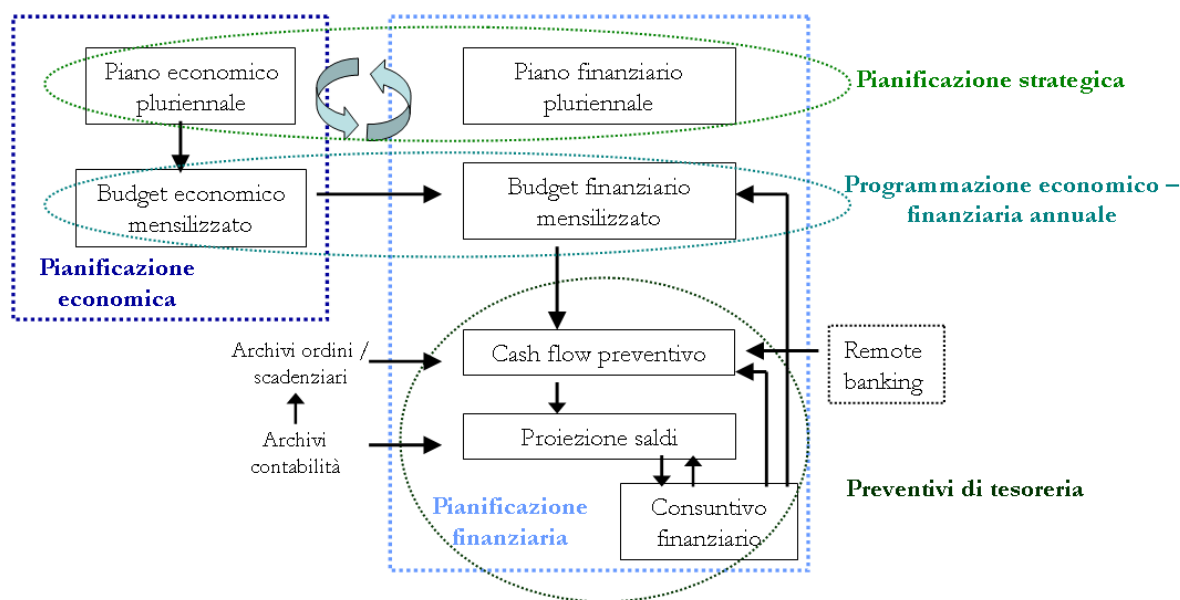 Piano economico
pluriennale
Piano finanziario
pluriennale
Pianificazione strategica
Budget economico
mensilizzato
Budget finanziario
mensilizzato
Programmazione economico –
finanziaria annuale
Pianificazione
economica
Archivi ordini /
scadenziari
Cash flow preventivo
Remote
banking
Archivi
contabilità
Proiezione saldi
Preventivi di tesoreria
Pianificazione
finanziaria
Consuntivo
finanziario